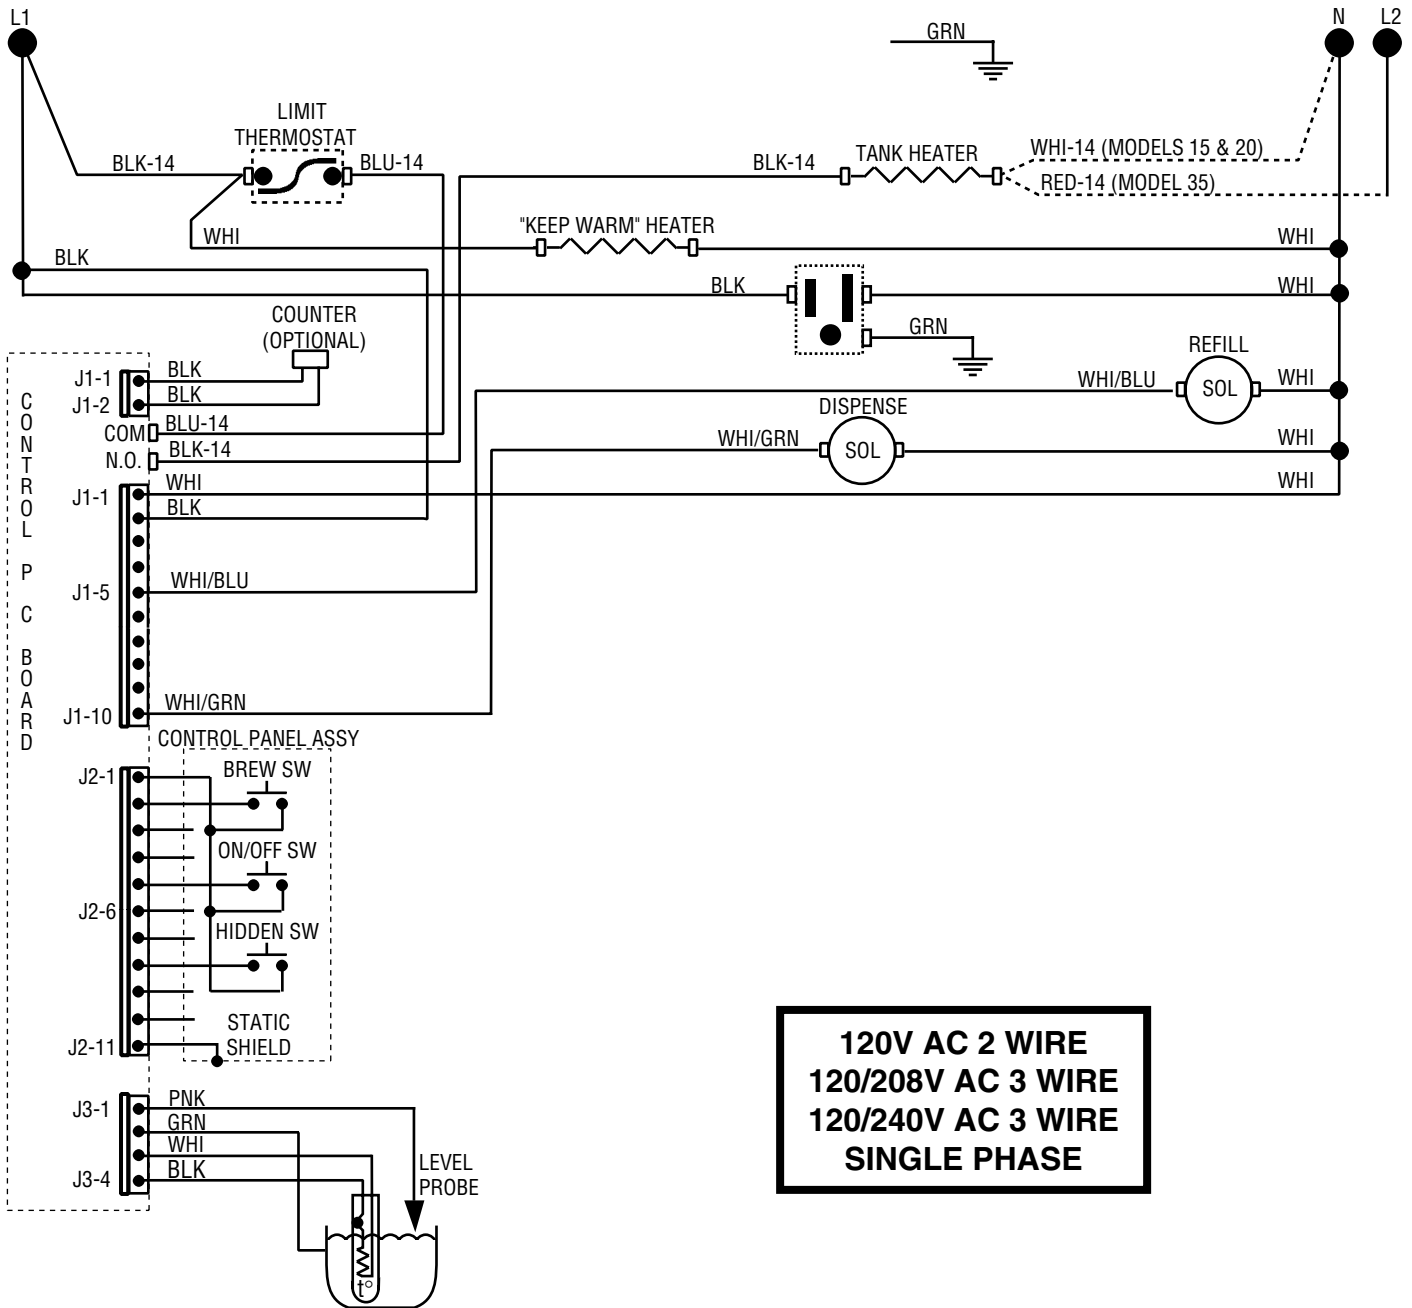 L1
N
L2
GRN
LIMIT
THERMOSTAT
BLK-14
BLU-14
BLK-14
TANK HEATER
WHI-14 (MODELS 15 & 20)
RED-14 (MODEL 35)
WHI
"KEEP WARM" HEATER
WHI
BLK
BLK
WHI
GRN
COUNTER
(OPTIONAL)
CONTROL PC BOARD
J1-1
BLK
J1-2
BLK
COM
BLU-14
N.O.
BLK-14
REFILL
WHI/BLU
SOL
WHI
DISPENSE
WHI/GRN
SOL
WHI
J1-1
WHI
WHI
BLK
J1-5
WHI/BLU
J1-10
WHI/GRN
CONTROL PANEL ASSY
J2-1
BREW SW
ON/OFF SW
J2-6
HIDDEN SW
STATIC
SHIELD
J2-11
J3-1
PNK
GRN
WHI
J3-4
BLK
LEVEL
PROBE
t°
120V AC 2 WIRE
120/208V AC 3 WIRE
120/240V AC 3 WIRE
SINGLE PHASE